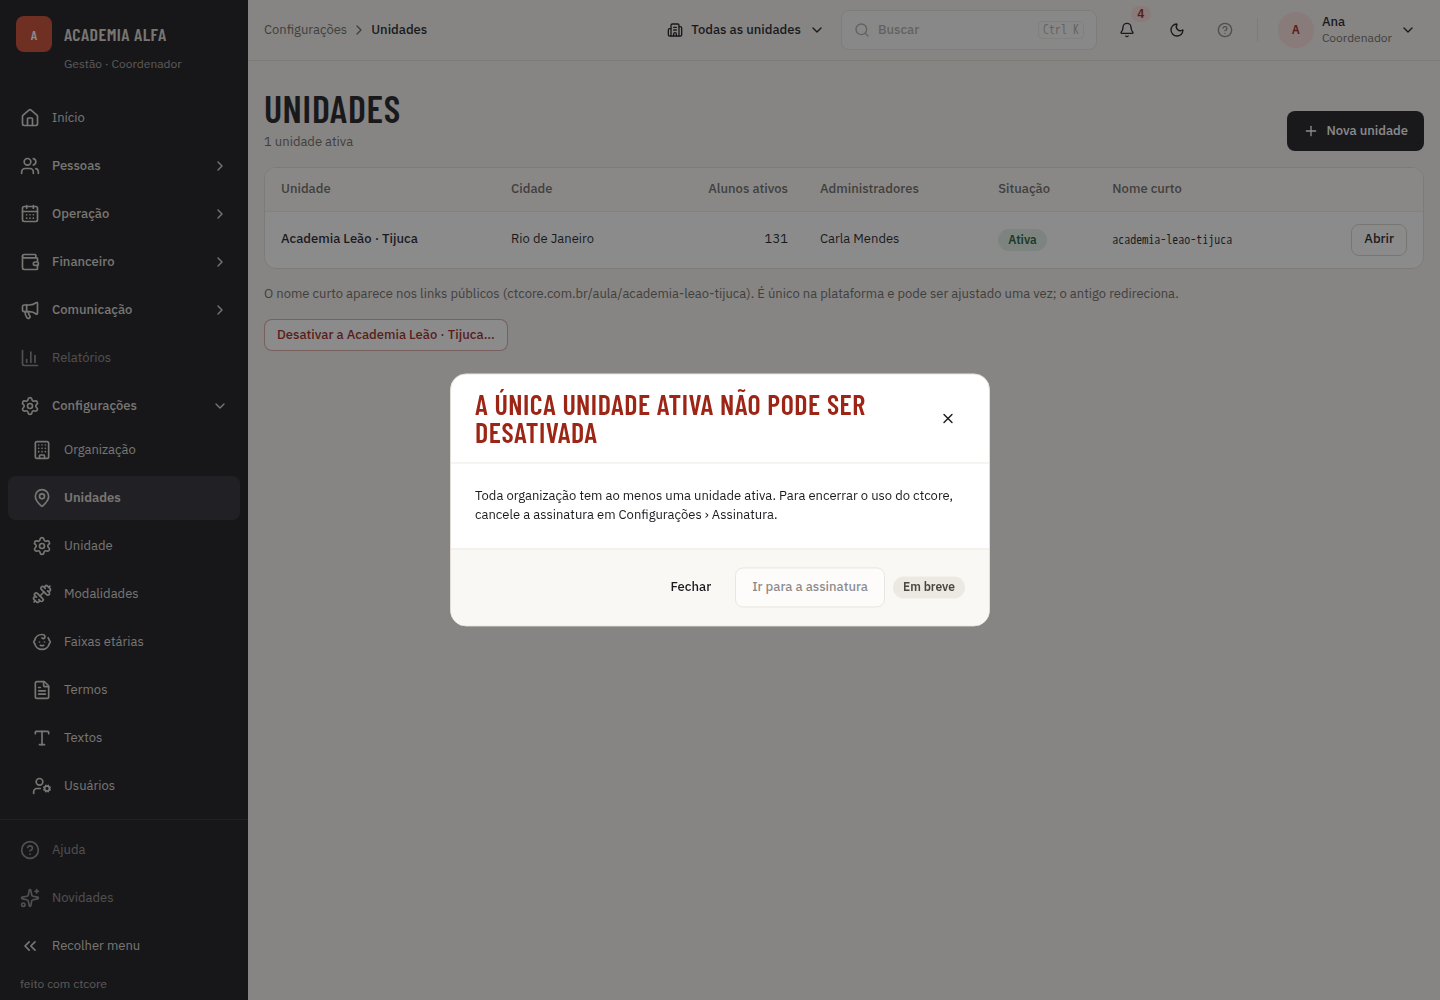 A
ACADEMIA ALFA
Gestão · Coordenador
Início
Pessoas
Operação
Financeiro
Comunicação
Relatórios
Configurações
Organização
Unidades
Unidade
Modalidades
Faixas etárias
Termos
Textos
Usuários
Ajuda
Novidades
Recolher menu
feito com ctcore
Configurações > Unidades
Todas as unidades
Buscar
Ctrl K
4
A
Ana
Coordenador
UNIDADES
1 unidade ativa
Nova unidade
Unidade Cidade Alunos ativos Administradores Situação Nome curto
Academia Leão · Tijuca Rio de Janeiro 131 Carla Mendes Ativa academia-leao-tijuca Abrir
O nome curto aparece nos links públicos (ctcore.com.br/aula/academia-leao-tijuca). É único na plataforma e pode ser ajustado uma vez; o antigo redireciona.
Desativar a Academia Leão · Tijuca...
A ÚNICA UNIDADE ATIVA NÃO PODE SER
DESATIVADA
Toda organização tem ao menos uma unidade ativa. Para encerrar o uso do ctcore,
cancele a assinatura em Configurações › Assinatura.
Fechar
Ir para a assinatura
Em breve